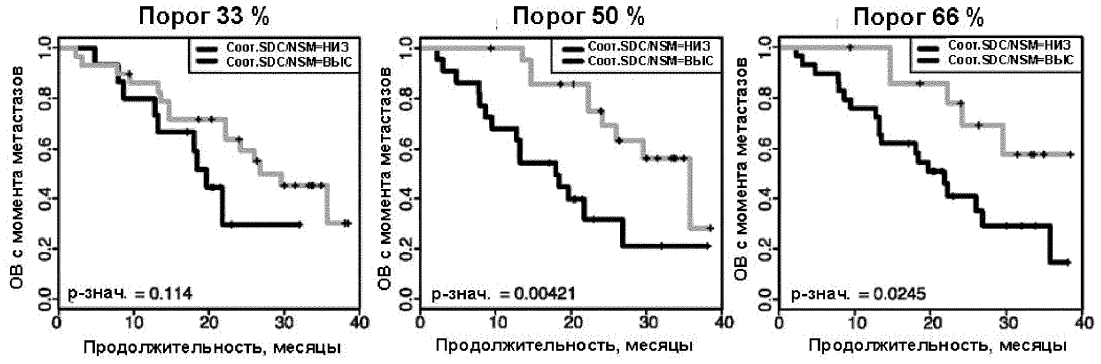 Порог 33 %
Порог 50 %
Порог 66 %
Соот.SDC/NSM=НИЗ
Соот.SDC/NSM=ВЫС
Соот.SDC/NSM=НИЗ
Соот.SDC/NSM=ВЫС
Соот.SDC/NSM=НИЗ
Соот.SDC/NSM=ВЫС
ОВ с момента метастазов
1.0
0.8
0.6
0.4
0.2
0.0
р-знач. = 0.114
0 10 20 30 40
Продолжительность, месяцы
ОВ с момента метастазов
1.0
0.8
0.6
0.4
0.2
0.0
р-знач. = 0.00421
0 10 20 30 40
Продолжительность, месяцы
ОВ с момента метастазов
1.0
0.8
0.6
0.4
0.2
0.0
р-знач. = 0.0245
0 10 20 30 40
Продолжительность, месяцы